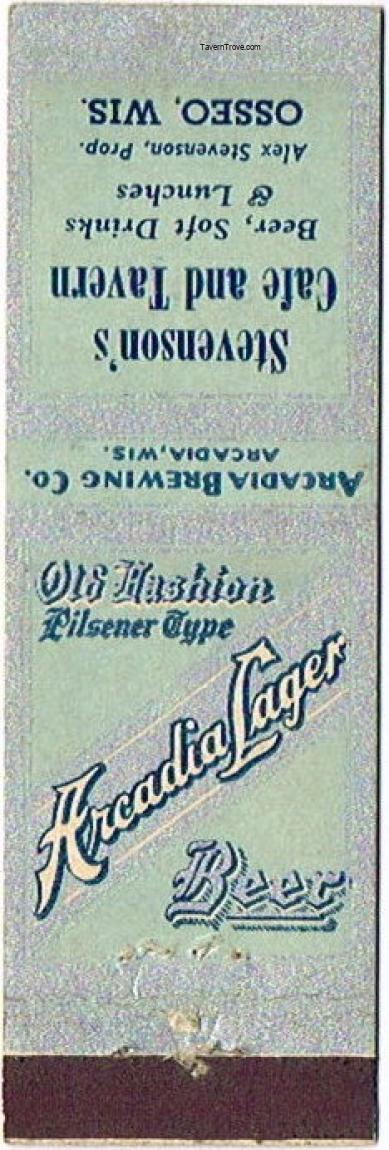 TavernTrove.com
Stevenson's
Cafe and Tavern
Beer, Soft Drinks
& Lunches
Alex Stevenson, Prop.
OSSEO, WIS.
ARCADIA BREWING CO.
ARCADIA, WIS.
Old Fashion
Pilsener Type
Arcadia Lager
Beer